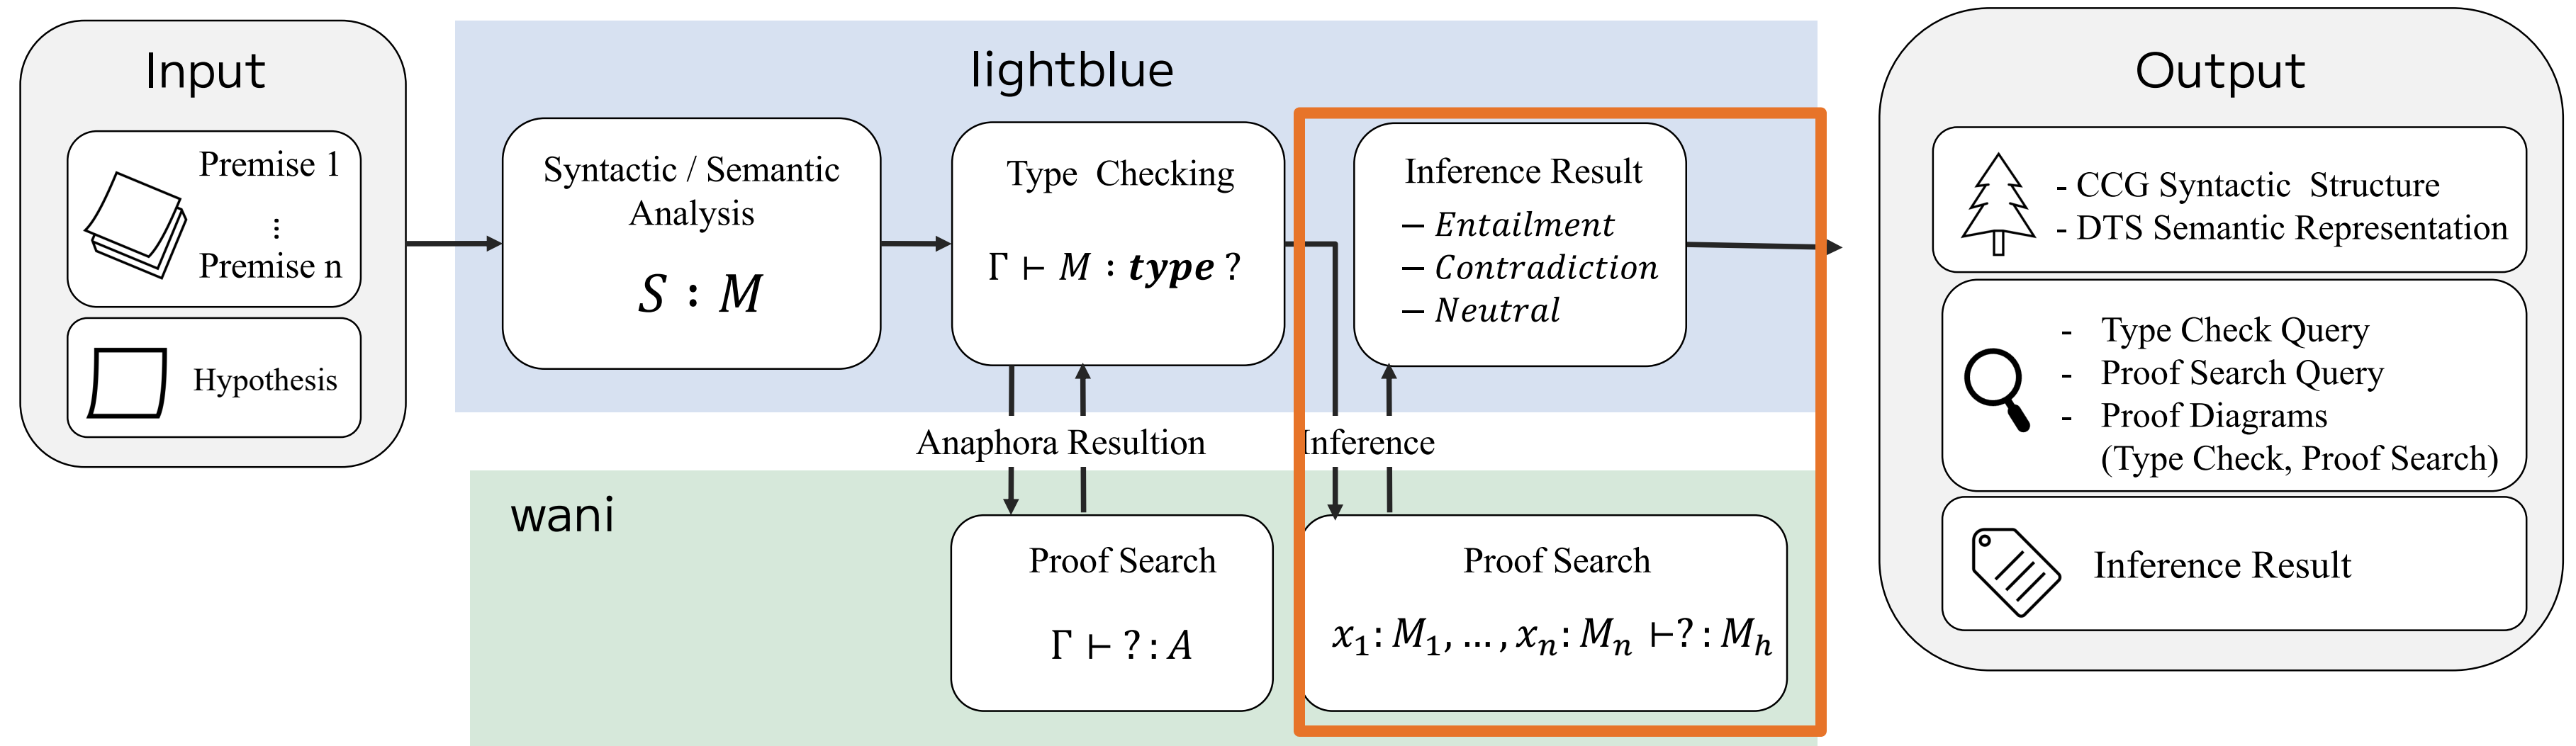 Input
Premise 1
⋮
Premise n
Hypothesis
lightblue
Syntactic / Semantic
Analysis
S : M
Type Checking
Γ ⊢ M : type ?
Inference Result
– Entailment
– Contradiction
– Neutral
Anaphora Resultion
Inference
wani
Proof Search
Γ ⊢ ? : A
Proof Search
x₁: M₁, … , xₙ: Mₙ ⊢? : Mₕ
Output
- CCG Syntactic Structure
- DTS Semantic Representation
- Type Check Query
- Proof Search Query
- Proof Diagrams
(Type Check, Proof Search)
Inference Result